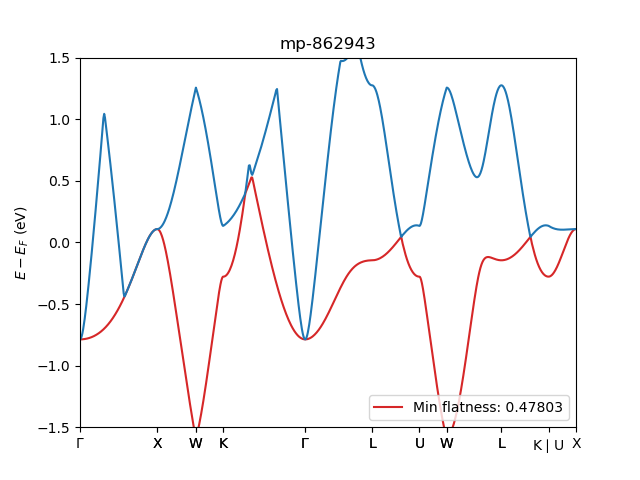 mp-862943
1.5
1.0
0.5
0.0
−0.5
−1.0
−1.5
E − E_F (eV)
Min flatness: 0.47803
Γ X W K Γ L U W L K | U X